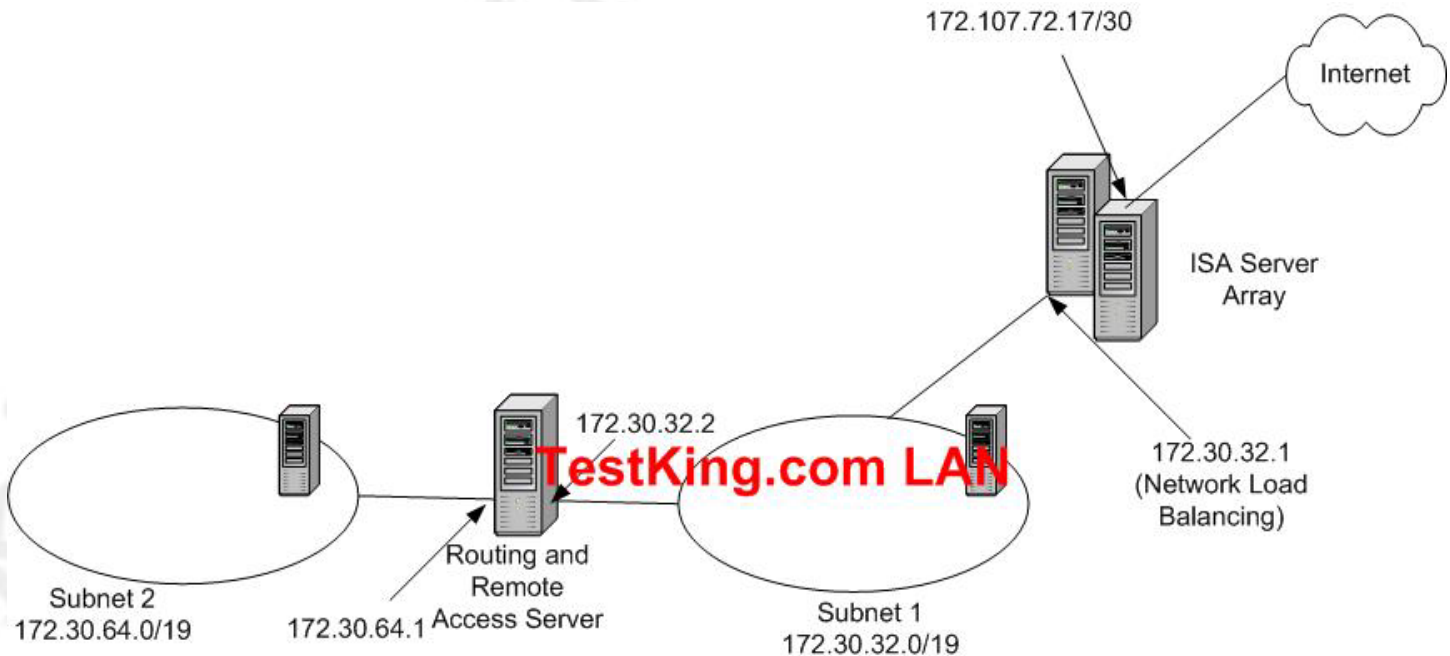 172.107.72.17/30
Internet
ISA Server
Array
172.30.32.2
TestKing.com LAN
172.30.32.1
(Network Load
Balancing)
Routing and
Remote
Access Server
Subnet 2
172.30.64.0/19
172.30.64.1
Subnet 1
172.30.32.0/19